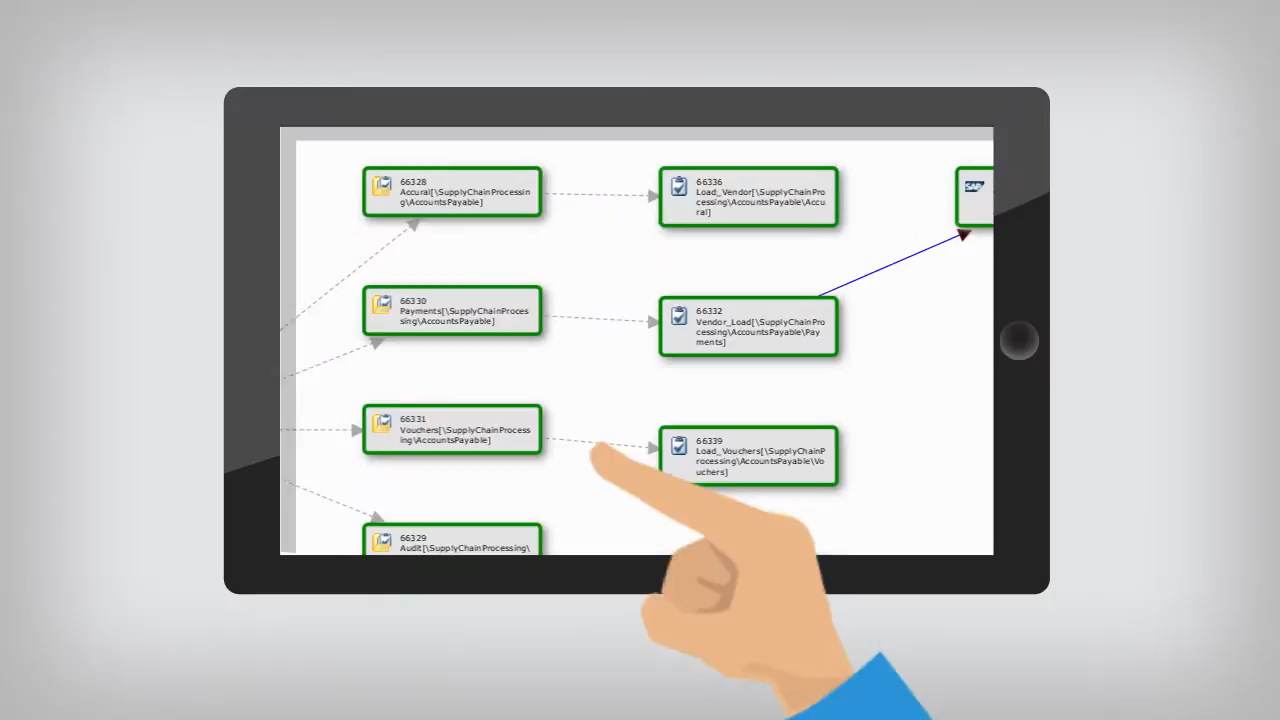 66328
Accural[\SupplyChainProcessin
g\AccountsPayable]
66336
Load_Vendor[\SupplyChainPro
cessing\AccountsPayable\Accu
ral]
SAP
66330
Payments[\SupplyChainProces
sing\AccountsPayable]
66332
Vendor_Load[\SupplyChainPro
cessing\AccountsPayable\Pay
ments]
66331
Vouchers[\SupplyChainProcess
ing\AccountsPayable]
66339
Load_Vouchers[\SupplyChainP
rocessing\AccountsPayable\Vo
uchers]
66329
Audit[\SupplyChainProcessing\